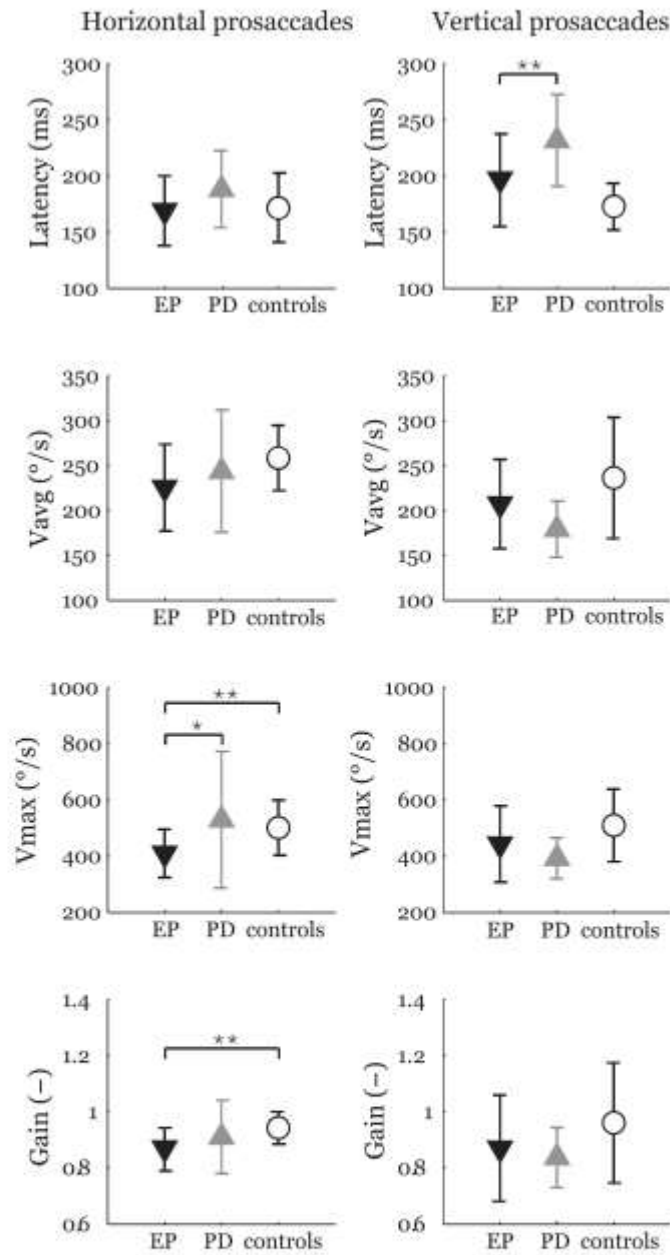 Horizontal prosaccades
Vertical prosaccades
Latency (ms)
300
250
200
150
100
EP PD controls
**
Latency (ms)
300
250
200
150
100
EP PD controls
Vavg (°/s)
350
300
250
200
150
100
EP PD controls
Vavg (°/s)
350
300
250
200
150
100
EP PD controls
Vmax (°/s)
1000
800
600
400
200
**
*
EP PD controls
Vmax (°/s)
1000
800
600
400
200
EP PD controls
Gain (–)
1.4
1.2
1
0.8
0.6
**
EP PD controls
Gain (–)
1.4
1.2
1
0.8
0.6
EP PD controls